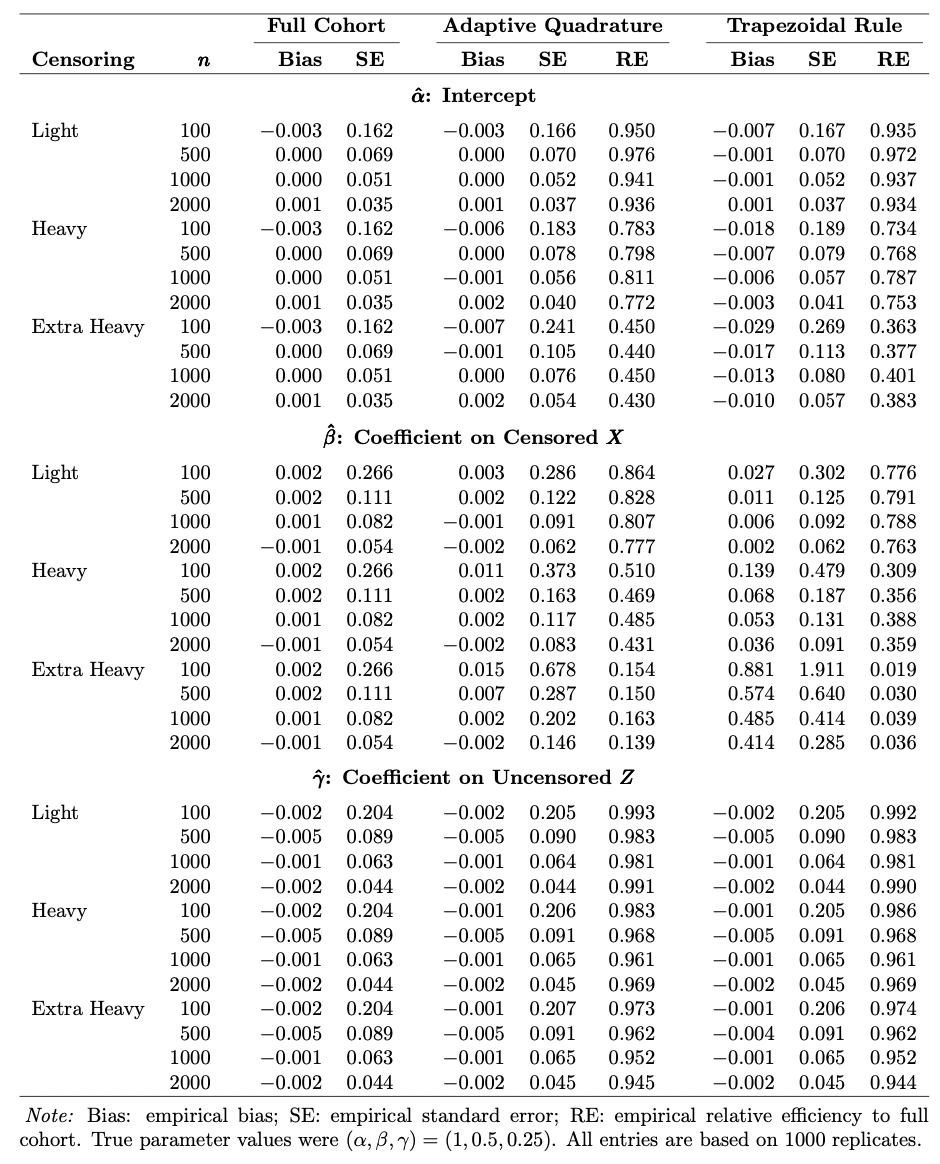 Full Cohort Adaptive Quadrature Trapezoidal Rule
Censoring n Bias SE Bias SE RE Bias SE RE
α̂: Intercept
Light 100 −0.003 0.162 −0.003 0.166 0.950 −0.007 0.167 0.935
500 0.000 0.069 0.000 0.070 0.976 −0.001 0.070 0.972
1000 0.000 0.051 0.000 0.052 0.941 −0.001 0.052 0.937
2000 0.001 0.035 0.001 0.037 0.936 0.001 0.037 0.934
Heavy 100 −0.003 0.162 −0.006 0.183 0.783 −0.018 0.189 0.734
500 0.000 0.069 0.000 0.078 0.798 −0.007 0.079 0.768
1000 0.000 0.051 −0.001 0.056 0.811 −0.006 0.057 0.787
2000 0.001 0.035 0.002 0.040 0.772 −0.003 0.041 0.753
Extra Heavy 100 −0.003 0.162 −0.007 0.241 0.450 −0.029 0.269 0.363
500 0.000 0.069 −0.001 0.105 0.440 −0.017 0.113 0.377
1000 0.000 0.051 0.000 0.076 0.450 −0.013 0.080 0.401
2000 0.001 0.035 0.002 0.054 0.430 −0.010 0.057 0.383
β̂: Coefficient on Censored X
Light 100 0.002 0.266 0.003 0.286 0.864 0.027 0.302 0.776
500 0.002 0.111 0.002 0.122 0.828 0.011 0.125 0.791
1000 0.001 0.082 −0.001 0.091 0.807 0.006 0.092 0.788
2000 −0.001 0.054 −0.002 0.062 0.777 0.002 0.062 0.763
Heavy 100 0.002 0.266 0.011 0.373 0.510 0.139 0.479 0.309
500 0.002 0.111 0.002 0.163 0.469 0.068 0.187 0.356
1000 0.001 0.082 0.002 0.117 0.485 0.053 0.131 0.388
2000 −0.001 0.054 −0.002 0.083 0.431 0.036 0.091 0.359
Extra Heavy 100 0.002 0.266 0.015 0.678 0.154 0.881 1.911 0.019
500 0.002 0.111 0.007 0.287 0.150 0.574 0.640 0.030
1000 0.001 0.082 0.002 0.202 0.163 0.485 0.414 0.039
2000 −0.001 0.054 −0.002 0.146 0.139 0.414 0.285 0.036
γ̂: Coefficient on Uncensored Z
Light 100 −0.002 0.204 −0.002 0.205 0.993 −0.002 0.205 0.992
500 −0.005 0.089 −0.005 0.090 0.983 −0.005 0.090 0.983
1000 −0.001 0.063 −0.001 0.064 0.981 −0.001 0.064 0.981
2000 −0.002 0.044 −0.002 0.044 0.991 −0.002 0.044 0.990
Heavy 100 −0.002 0.204 −0.001 0.206 0.983 −0.001 0.205 0.986
500 −0.005 0.089 −0.005 0.091 0.968 −0.005 0.091 0.968
1000 −0.001 0.063 −0.001 0.065 0.961 −0.001 0.065 0.961
2000 −0.002 0.044 −0.002 0.045 0.969 −0.002 0.045 0.969
Extra Heavy 100 −0.002 0.204 −0.001 0.207 0.973 −0.001 0.206 0.974
500 −0.005 0.089 −0.005 0.091 0.962 −0.004 0.091 0.962
1000 −0.001 0.063 −0.001 0.065 0.952 −0.001 0.065 0.952
2000 −0.002 0.044 −0.002 0.045 0.945 −0.002 0.045 0.944
Note: Bias: empirical bias; SE: empirical standard error; RE: empirical relative efficiency to full
cohort. True parameter values were (α, β, γ) = (1, 0.5, 0.25). All entries are based on 1000 replicates.